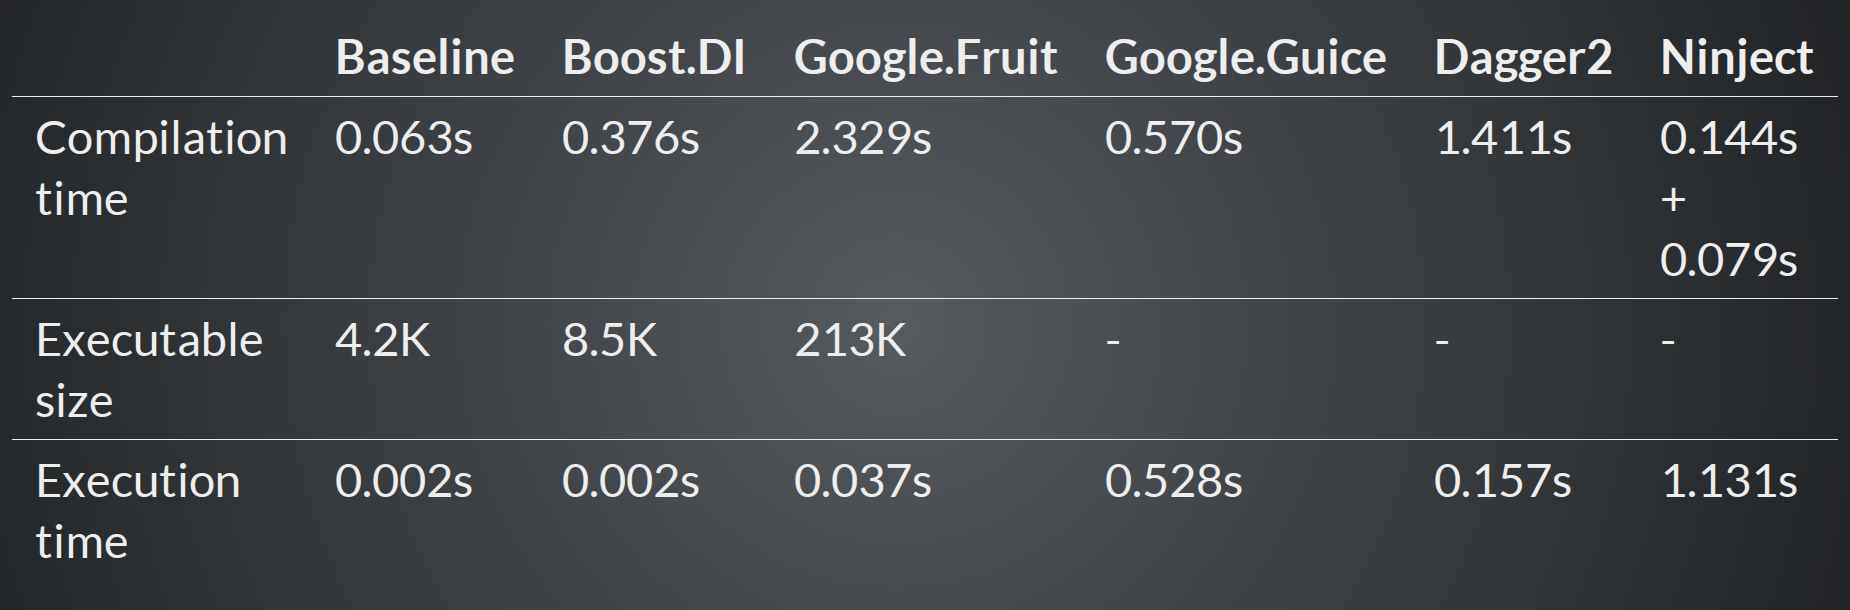 Baseline Boost.DI Google.Fruit Google.Guice Dagger2 Ninject
Compilation 0.063s 0.376s 2.329s 0.570s 1.411s 0.144s
time +
0.079s
Executable 4.2K 8.5K 213K - - -
size
Execution 0.002s 0.002s 0.037s 0.528s 0.157s 1.131s
time